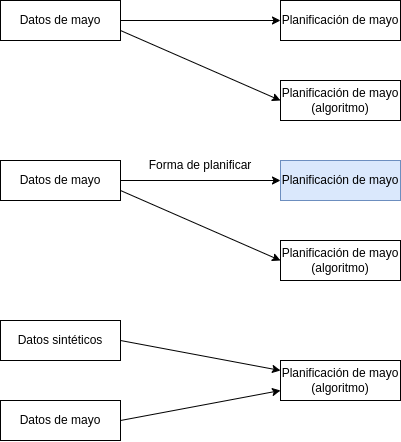 Datos de mayo
Planificación de mayo
Planificación de mayo
(algoritmo)
Forma de planificar
Datos de mayo
Planificación de mayo
Planificación de mayo
(algoritmo)
Datos sintéticos
Planificación de mayo
(algoritmo)
Datos de mayo